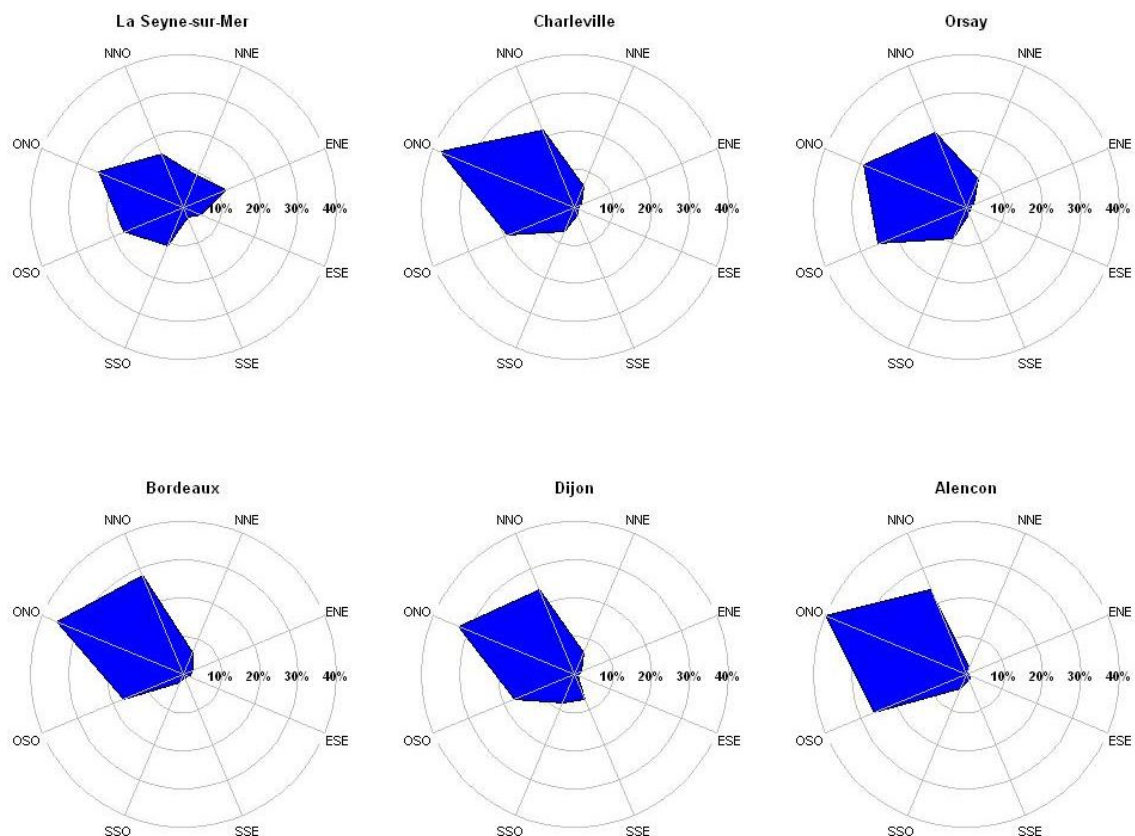 La Seyne-sur-Mer
NNO NNE
ONO ENE
10% 20% 30% 40%
OSO ESE
SSO SSE
Charleville
NNO NNE
ONO ENE
10% 20% 30% 40%
OSO ESE
SSO SSE
Orsay
NNO NNE
ONO ENE
10% 20% 30% 40%
OSO ESE
SSO SSE
Bordeaux
NNO NNE
ONO ENE
10% 20% 30% 40%
OSO ESE
SSO SSE
Dijon
NNO NNE
ONO ENE
10% 20% 30% 40%
OSO ESE
SSO SSE
Alencon
NNO NNE
ONO ENE
10% 20% 30% 40%
OSO ESE
SSO SSE